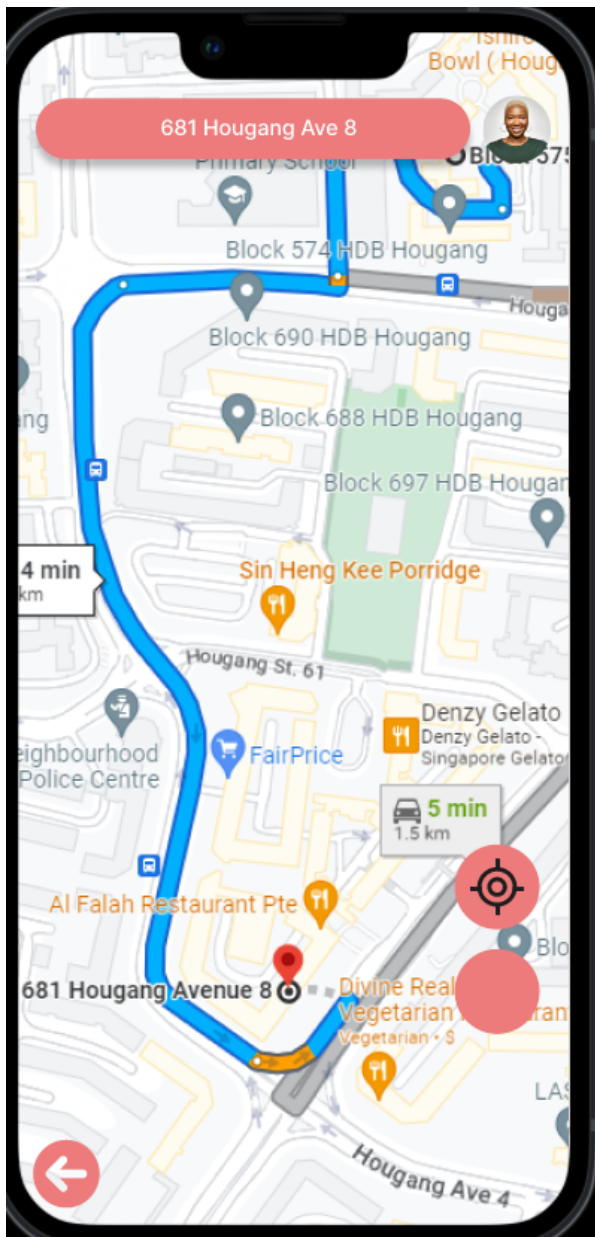 Bowl ( Houg
681 Hougang Ave 8
Primary School
Block 574 HDB Hougang
Block 690 HDB Hougang
Block 688 HDB Hougang
Block 697 HDB Hougan
4 min
km
Sin Heng Kee Porridge
Hougang St. 61
Denzy Gelato
Denzy Gelato -
Singapore Gelato
eighbourhood
Police Centre
FairPrice
5 min
1.5 km
Al Falah Restaurant Pte
Blo
681 Hougang Avenue 8
Divine Real
Vegetarian
Vegetarian • $
LAS
Hougang Ave 4